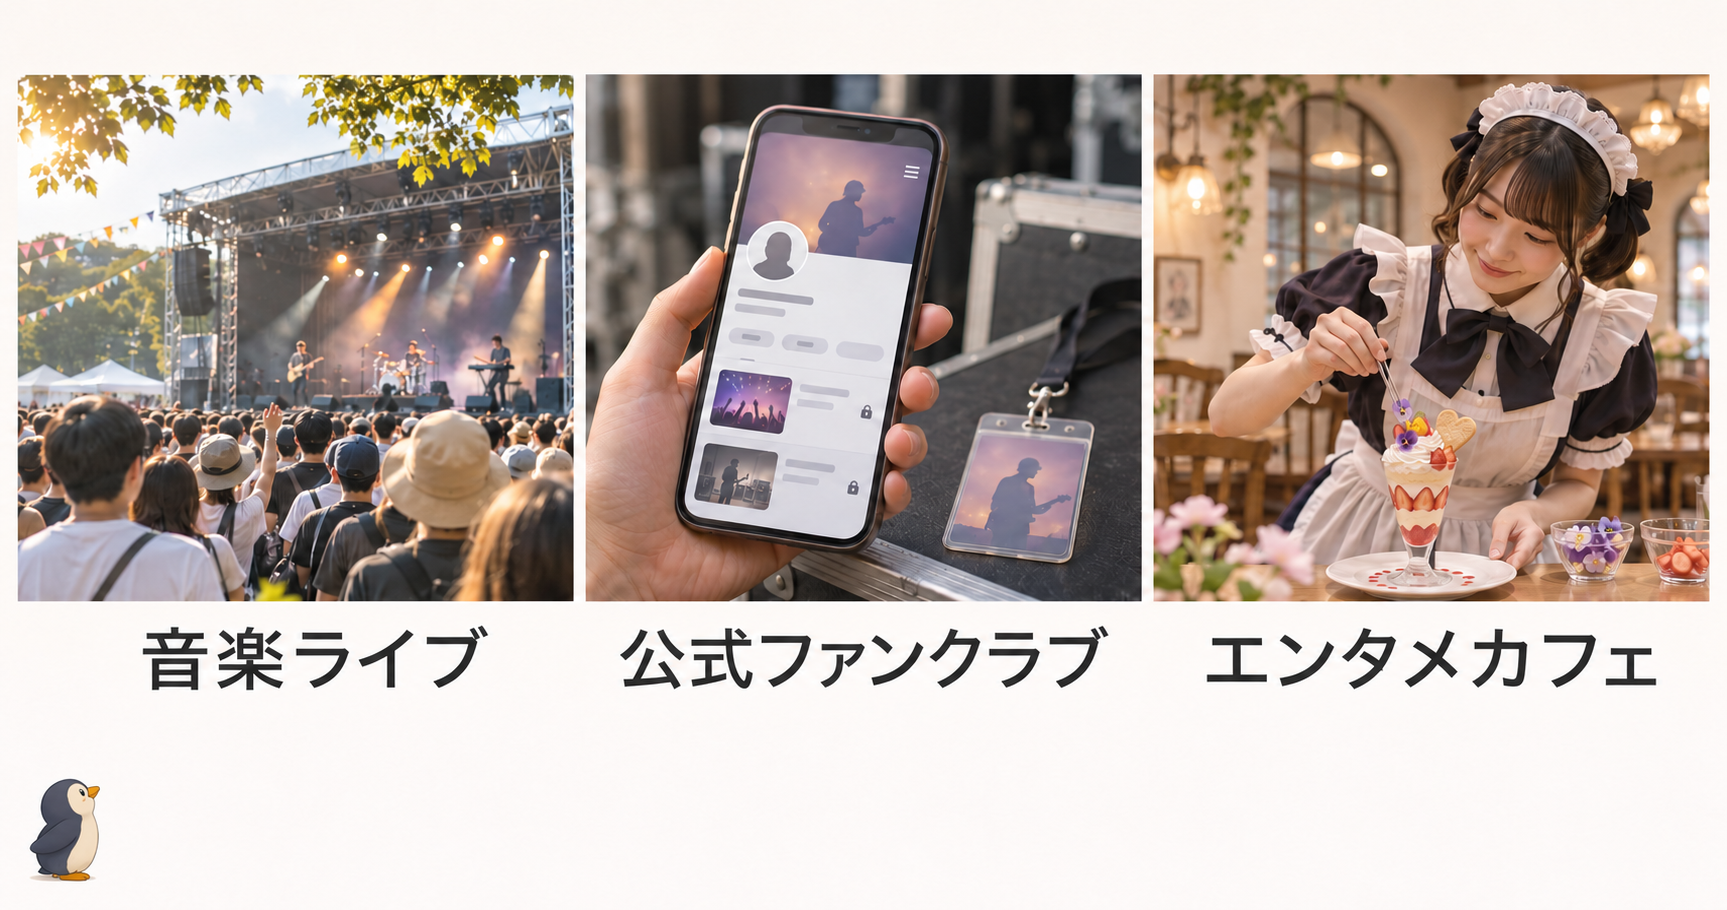 音楽ライブ
公式ファンクラブ
エンタメカフェ